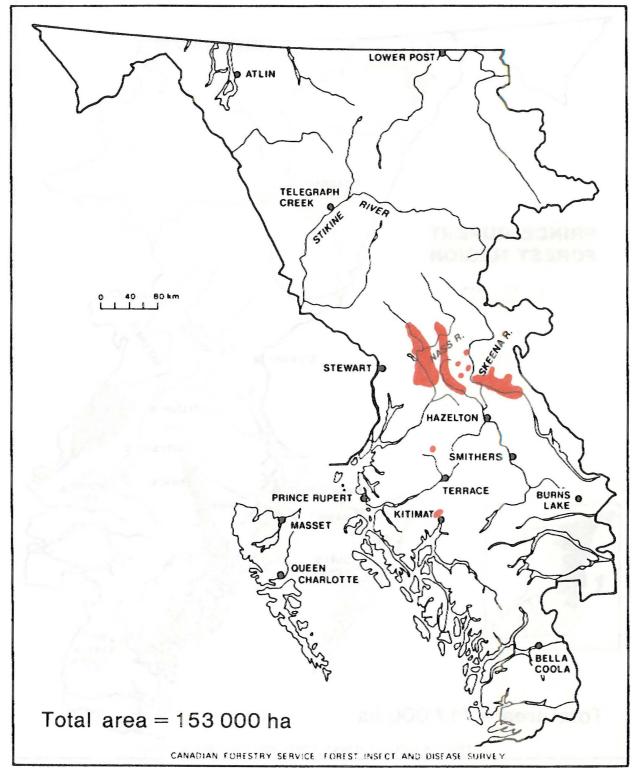 LOWER POST
ATLIN
TELEGRAPH
CREEK
STIKINE RIVER
0 40 80 km
NASS R.
SKEENA R.
STEWART
HAZELTON
SMITHERS
TERRACE
PRINCE RUPERT
BURNS
LAKE
KITIMAT
MASSET
QUEEN
CHARLOTTE
BELLA
COOLA
Total area = 153 000 ha
CANADIAN FORESTRY SERVICE FOREST INSECT AND DISEASE SURVEY